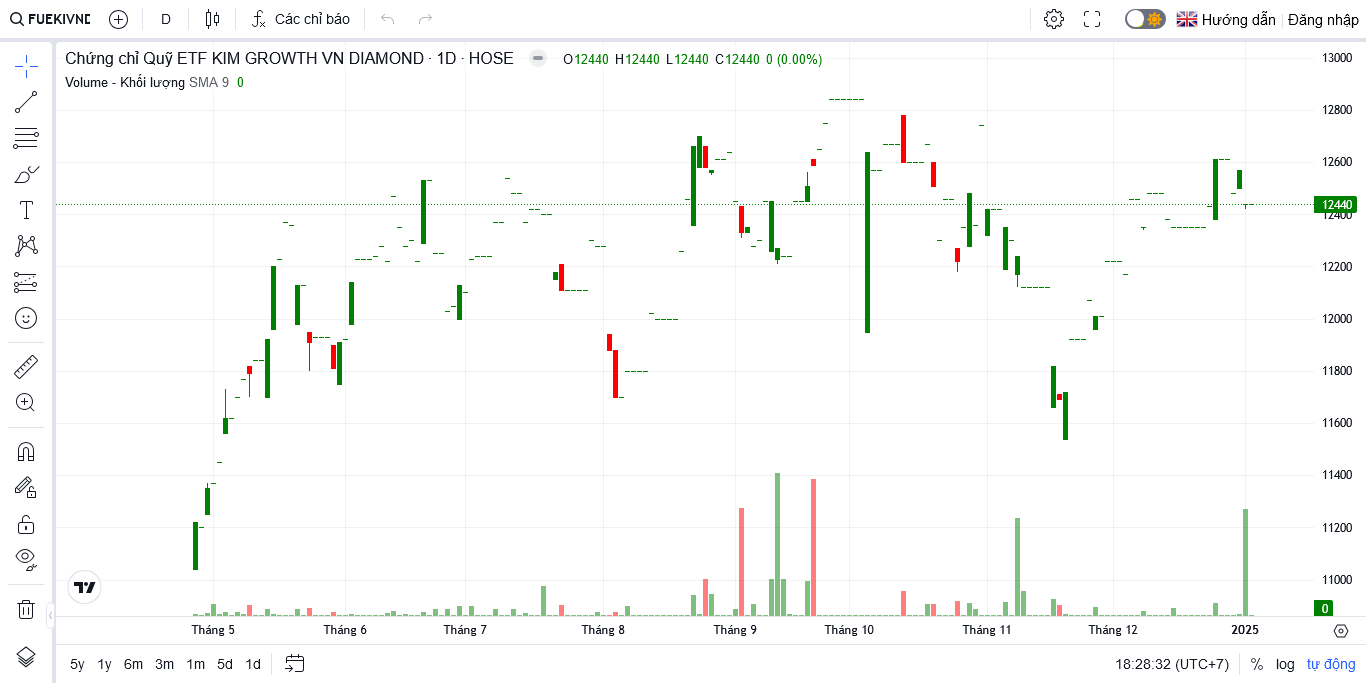 FUEKIVND D Các chỉ báo Hướng dẫn Đăng nhập
Chứng chỉ Quỹ ETF KIM GROWTH VN DIAMOND · 1D · HOSE O12440 H12440 L12440 C12440 0 (0.00%)
Volume - Khối lượng SMA 9 0
13000
12800
12600
12440
12400
12200
12000
11800
11600
11400
11200
11000
0
Tháng 5 Tháng 6 Tháng 7 Tháng 8 Tháng 9 Tháng 10 Tháng 11 Tháng 12 2025
5y 1y 6m 3m 1m 5d 1d 18:28:32 (UTC+7) % log tự động